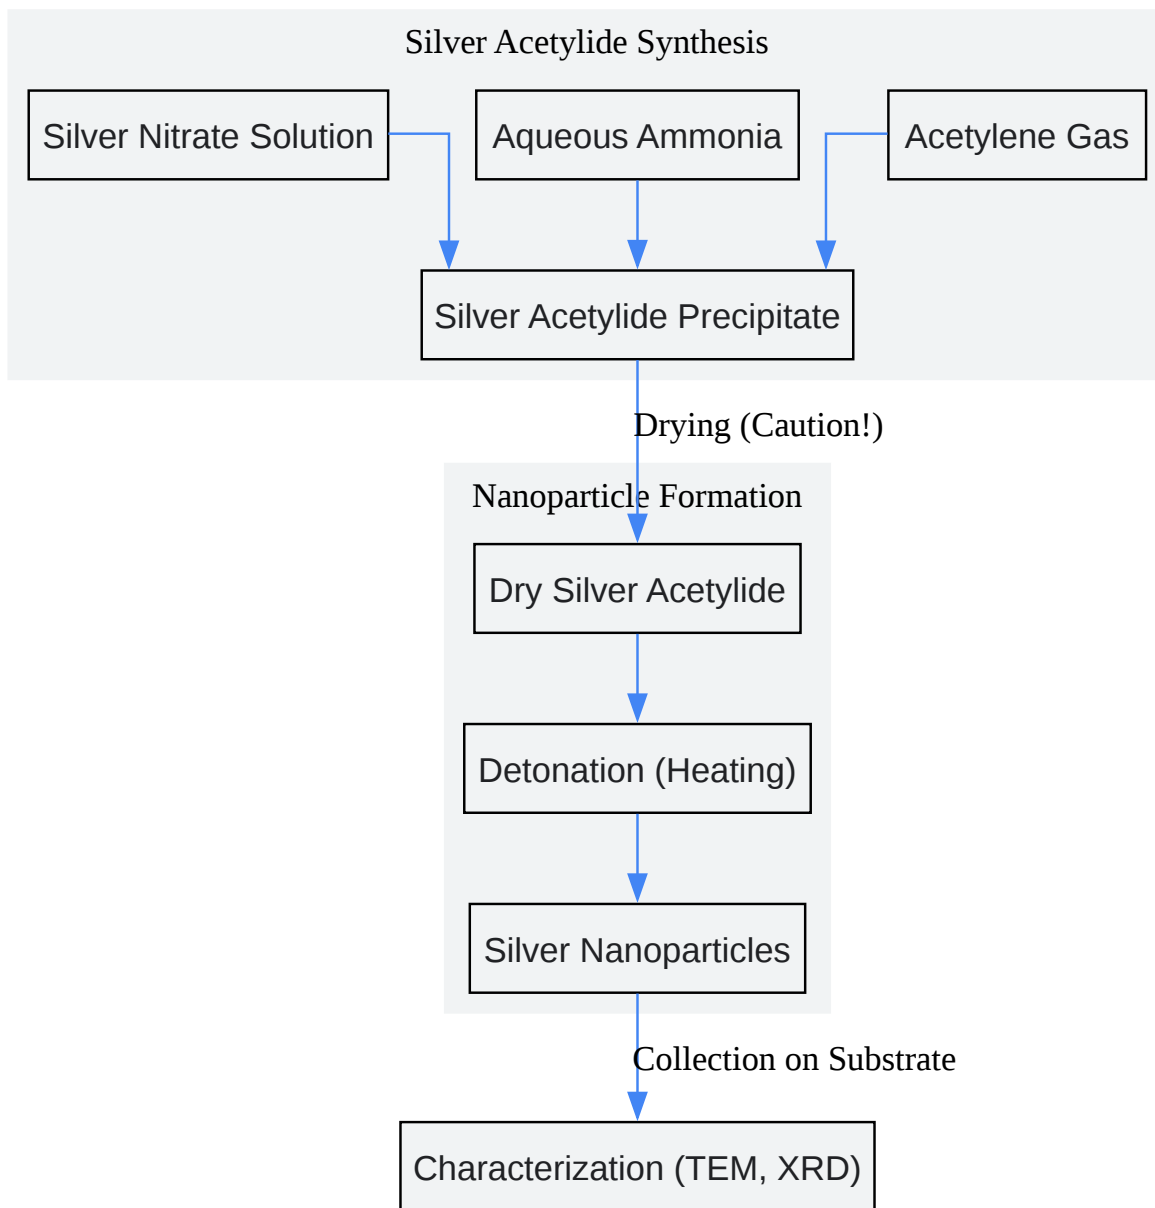 Silver Acetylide Synthesis
Silver Nitrate Solution
Aqueous Ammonia
Acetylene Gas
Silver Acetylide Precipitate
Drying (Caution!)
Nanoparticle Formation
Dry Silver Acetylide
Detonation (Heating)
Silver Nanoparticles
Collection on Substrate
Characterization (TEM, XRD)